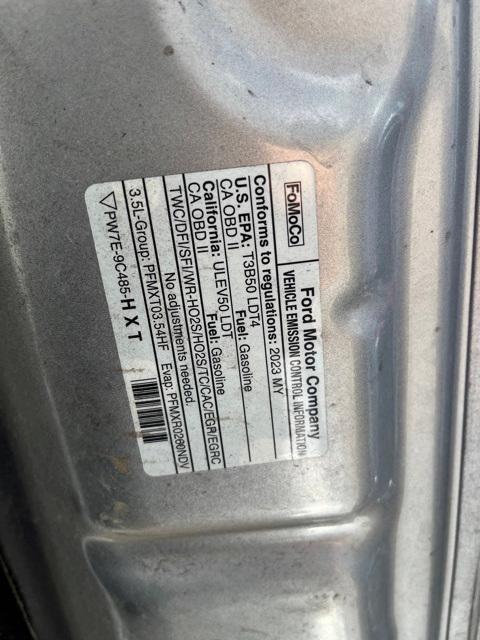 FoMoCo
Ford Motor Company
VEHICLE EMISSION CONTROL INFORMATION
Conforms to regulations: 2023 MY
U.S. EPA: T3B50 LDT4 Fuel: Gasoline
CA OBD II
California: ULEV50 LDT Fuel: Gasoline
CA OBD II
TWC/DFI/SFI/WR-HO2S/HO2S/TC/CAC/EGR/EGRC
No adjustments needed.
3.5L-Group: PFMXT03.54HF Evap: PFMXR0260NDV
PW7E-9C485-HXT